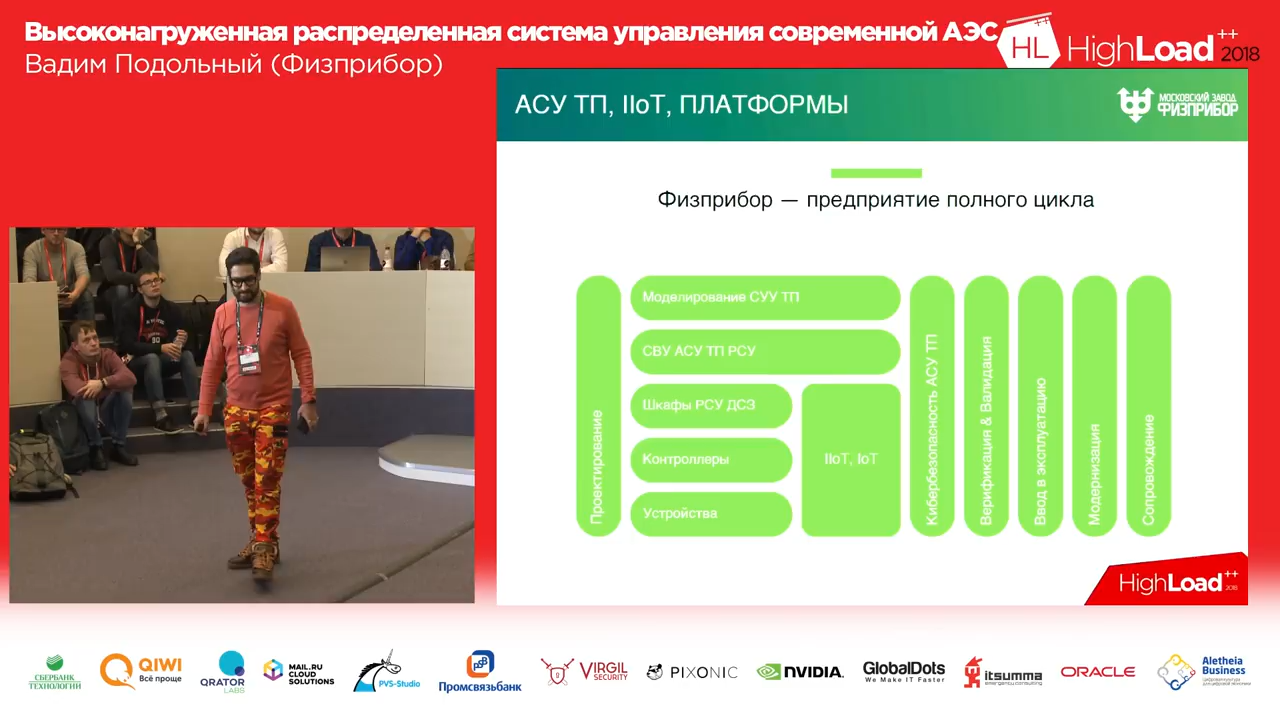 Высоконагруженная распределенная система управления современной АЭС
Вадим Подольный (Физприбор)
HL HighLoad++ 2018
АСУ ТП, IIoT, ПЛАТФОРМЫ
МОСКОВСКИЙ ЗАВОД
ФИЗПРИБОР
Физприбор — предприятие полного цикла
Проектирование
Моделирование СУУ ТП
СВУ АСУ ТП РСУ
Шкафы РСУ ДСЗ
Контроллеры
Устройства
IIoT, IoT
Кибербезопасность АСУ ТП
Верификация & Валидация
Ввод в эксплуатацию
Модернизация
Сопровождение
HighLoad++ 2018
СБЕРБАНК
ТЕХНОЛОГИИ
QIWI
Всё проще
QRATOR
LABS
MAIL.RU
CLOUD
SOLUTIONS
PVS-Studio
PSB
Промсвязьбанк
VIRGIL
SECURITY
PIXONIC
NVIDIA.
GlobalDots
We Make IT Faster
itsumma
emergency consulting
ORACLE
Aletheia
Business